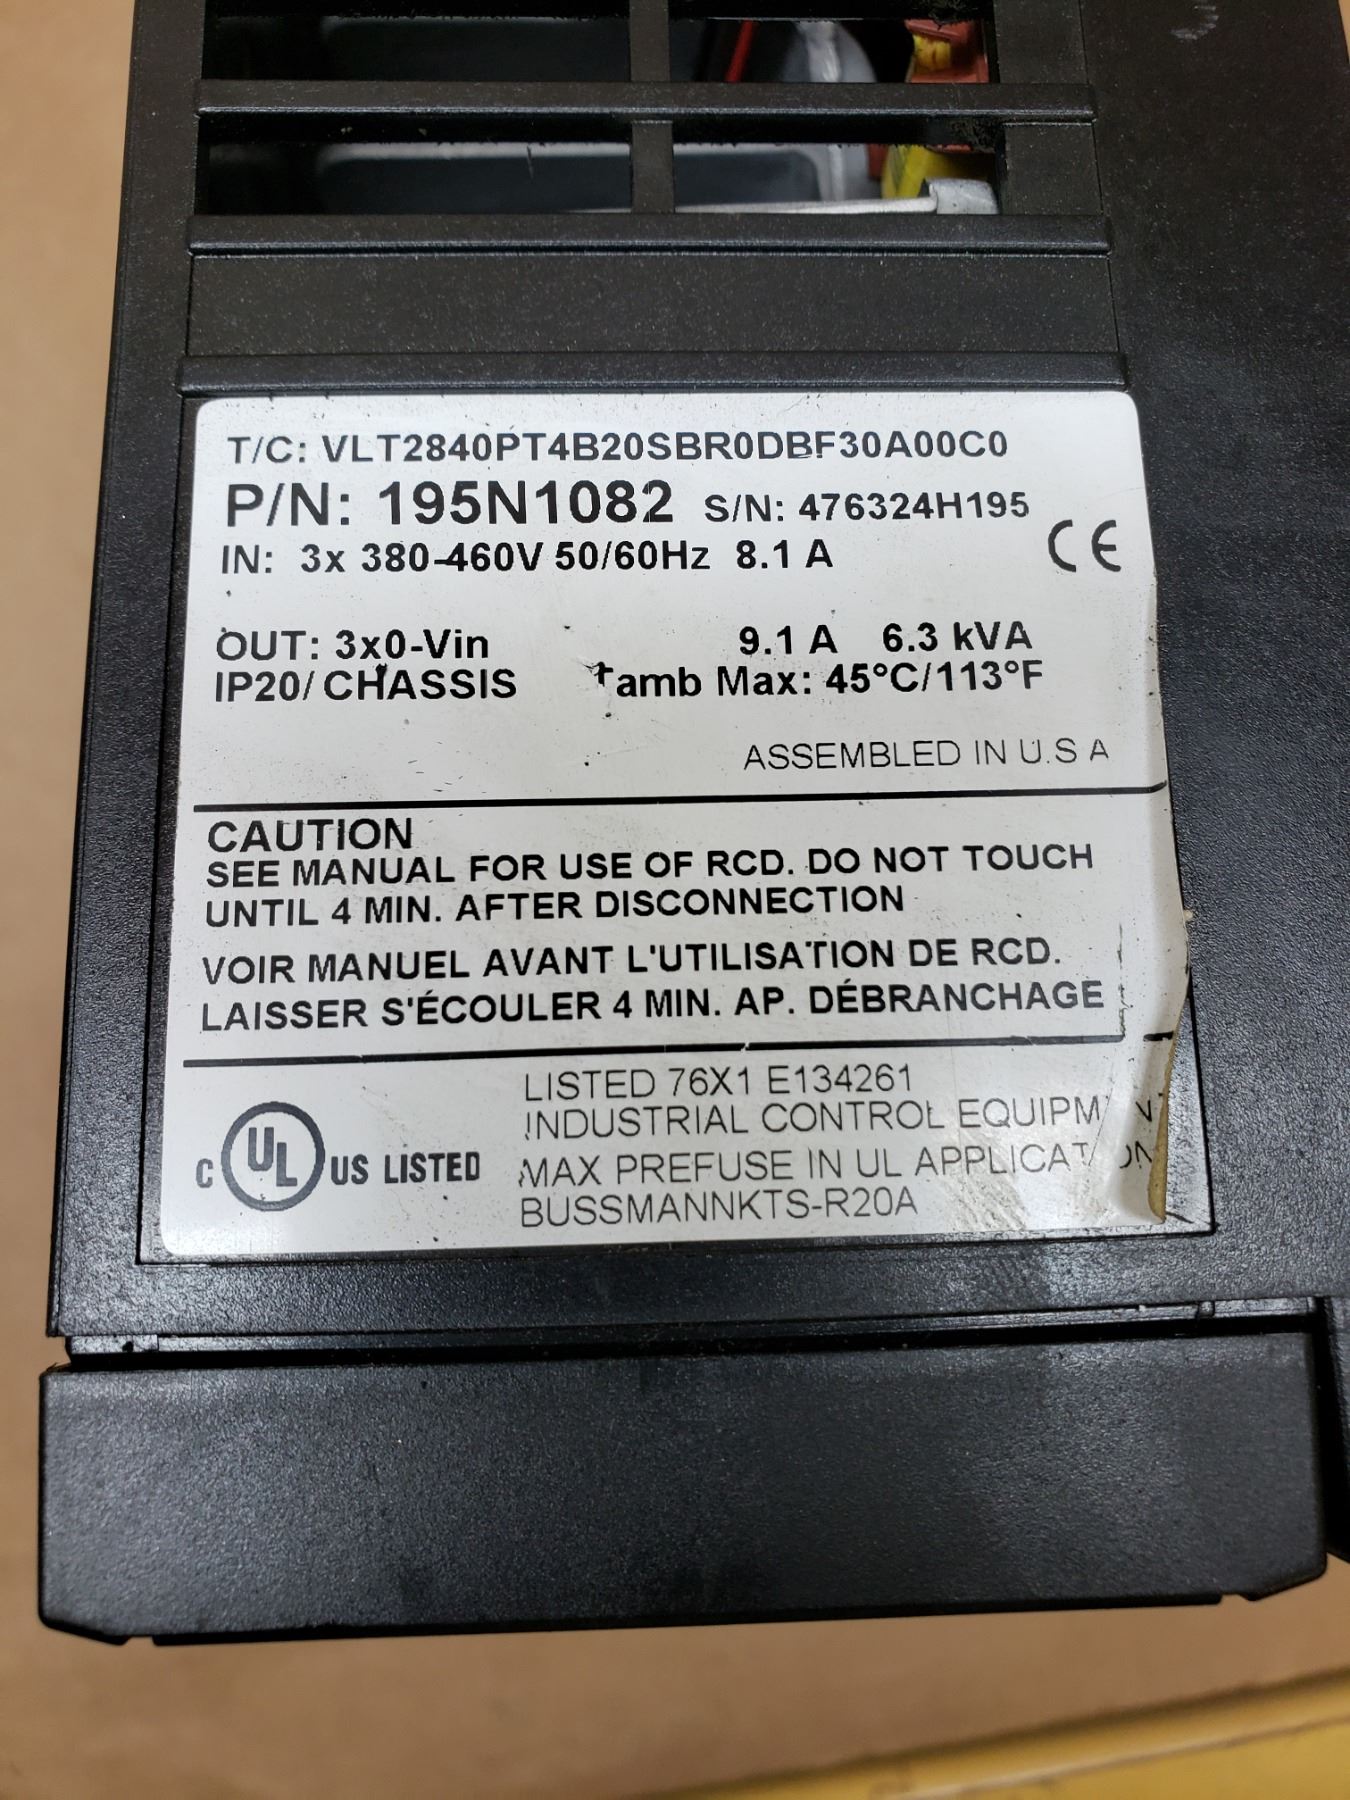 T/C: VLT2840PT4B20SBR0DBF30A00C0
P/N: 195N1082 S/N: 476324H195
IN: 3x 380-460V 50/60Hz 8.1 A
CE
OUT: 3x0-Vin 9.1 A 6.3 kVA
IP20/ CHASSIS Tamb Max: 45°C/113°F
ASSEMBLED IN U.S A
CAUTION
SEE MANUAL FOR USE OF RCD. DO NOT TOUCH
UNTIL 4 MIN. AFTER DISCONNECTION
VOIR MANUEL AVANT L'UTILISATION DE RCD.
LAISSER S'ÉCOULER 4 MIN. AP. DÉBRANCHAGE
C UL US LISTED
LISTED 76X1 E134261
INDUSTRIAL CONTROL
MAX PREFUSE IN UL
BUSSMANNKTS-R20A